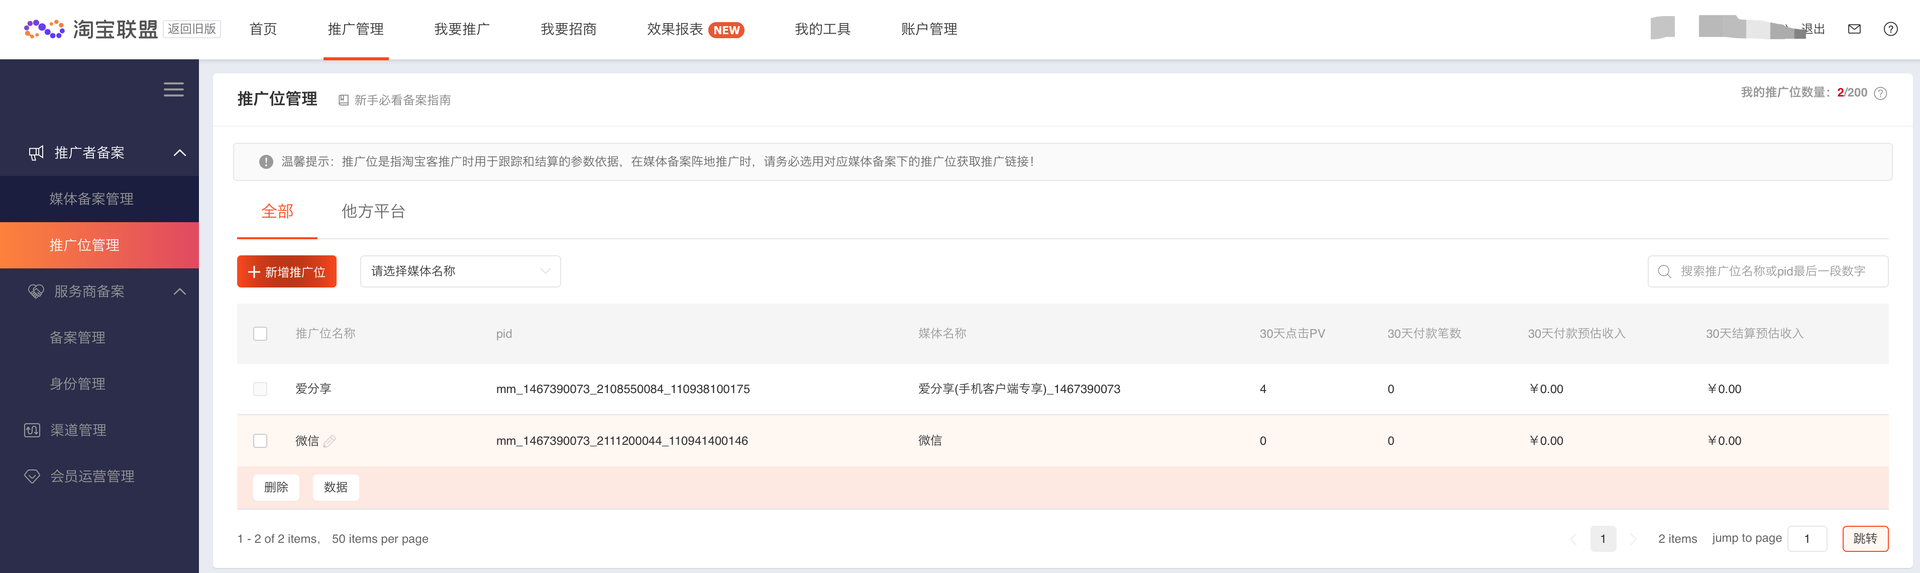 淘宝联盟 返回旧版 首页 推广管理 我要推广 我要招商 效果报表 NEW 我的工具 账户管理 退出
推广者备案
媒体备案管理
推广位管理
服务商备案
备案管理
身份管理
渠道管理
会员运营管理
推广位管理 新手必看备案指南 我的推广位数量：2/200
温馨提示：推广位是指淘宝客推广时用于跟踪和结算的参数依据，在媒体备案阵地推广时，请务必选用对应媒体备案下的推广位获取推广链接！
全部 他方平台
新增推广位 请选择媒体名称 搜索推广位名称或pid最后一段数字
推广位名称 pid 媒体名称 30天点击PV 30天付款笔数 30天付款预估收入 30天结算预估收入
爱分享 mm_1467390073_2108550084_110938100175 爱分享(手机客户端专享)_1467390073 4 0 ￥0.00 ￥0.00
微信 mm_1467390073_2111200044_110941400146 微信 0 0 ￥0.00 ￥0.00
删除 数据
1 - 2 of 2 items, 50 items per page 1 2 items jump to page 1 跳转